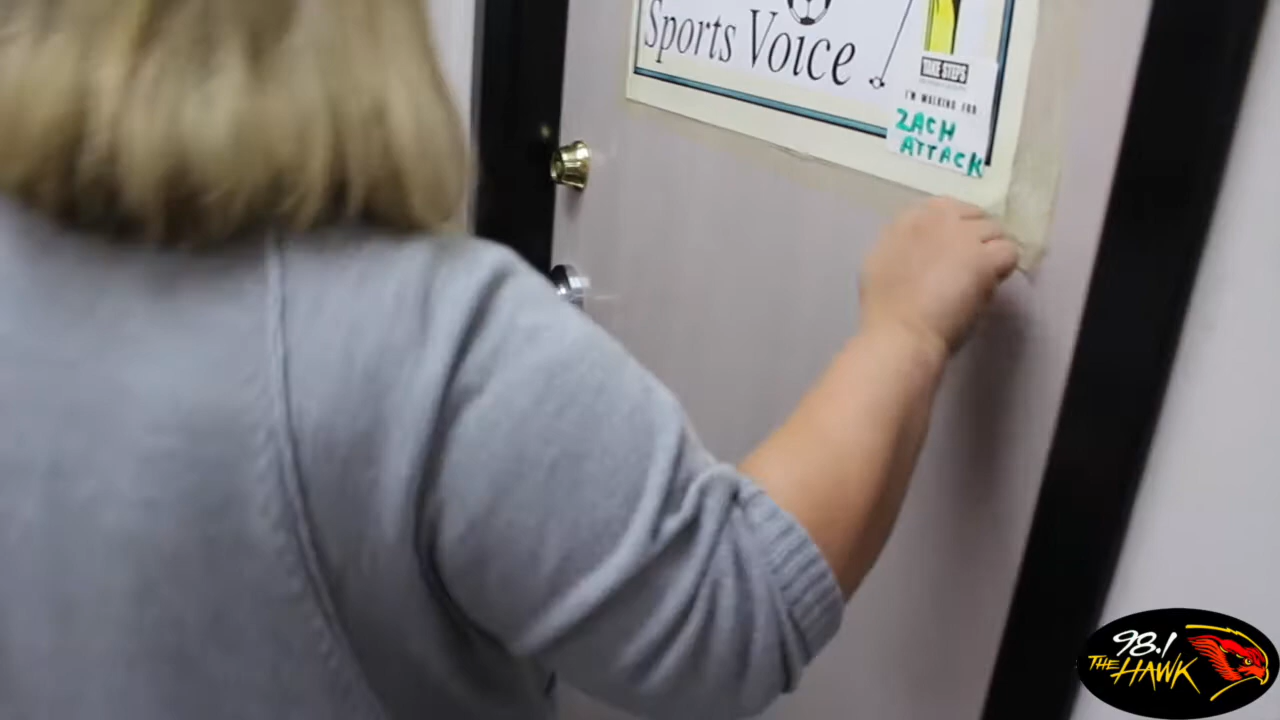 Sports Voice
TAKE STEPS
I'M WALKING FOR
ZACH
ATTACK
98.1
THE HAWK